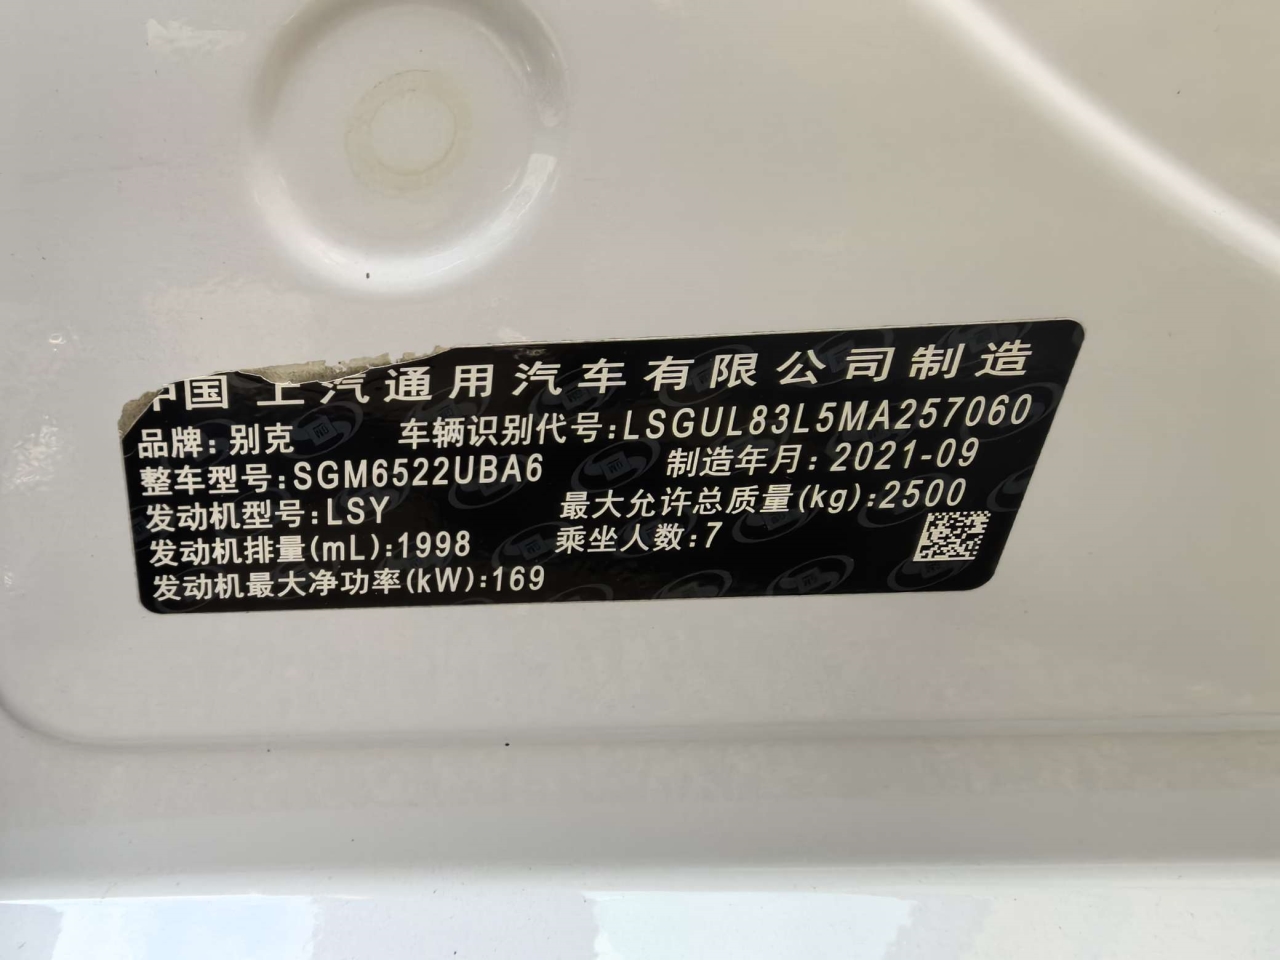 中国 上汽通用汽车有限公司制造
品牌: 别克 车辆识别代号:LSGUL83L5MA257060
整车型号:SGM6522UBA6 制造年月: 2021-09
发动机型号:LSY 最大允许总质量(kg):2500
发动机排量(mL):1998 乘坐人数:7
发动机最大净功率(kW):169